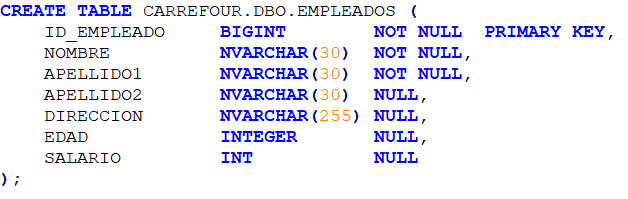 CREATE TABLE CARREFOUR.DBO.EMPLEADOS (
ID_EMPLEADO BIGINT NOT NULL PRIMARY KEY,
NOMBRE NVARCHAR(30) NOT NULL,
APELLIDO1 NVARCHAR(30) NOT NULL,
APELLIDO2 NVARCHAR(30) NULL,
DIRECCION NVARCHAR(255) NULL,
EDAD INTEGER NULL,
SALARIO INT NULL
);